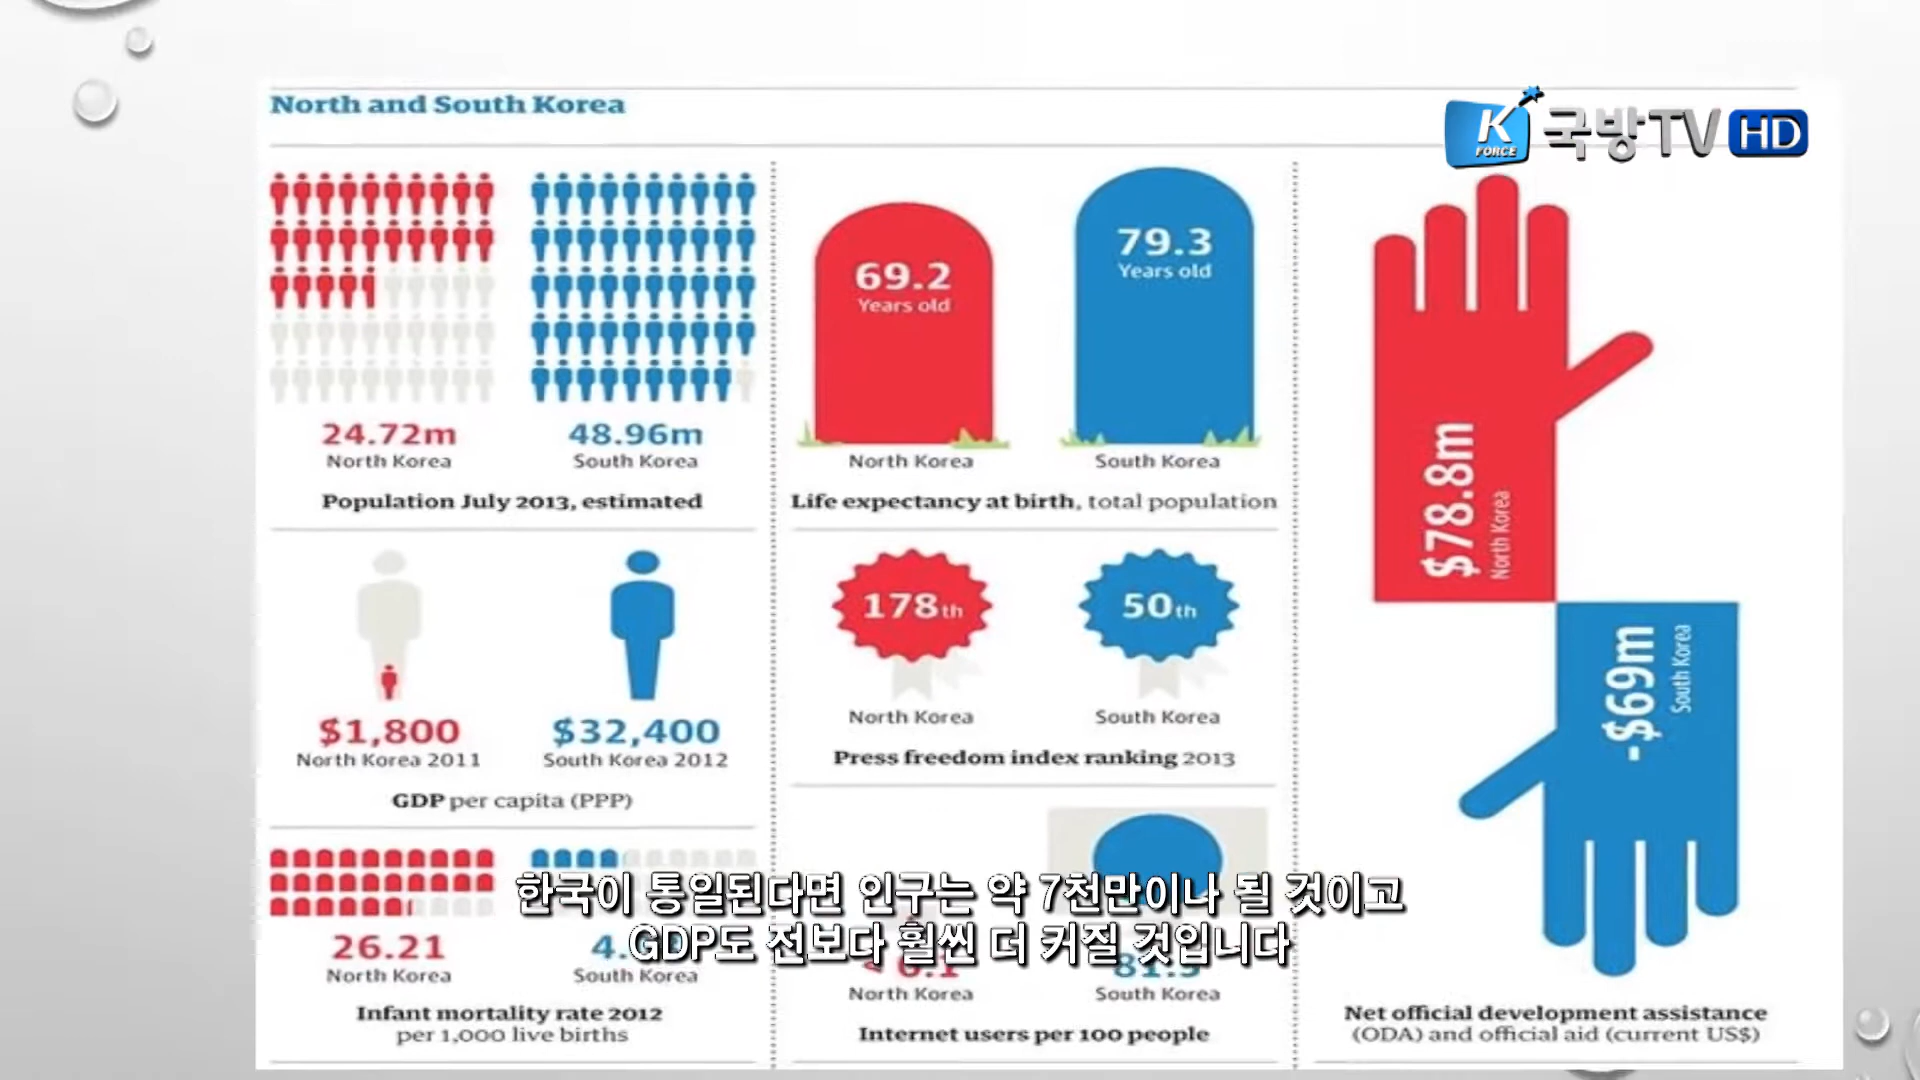 North and South Korea
K FORCE 국방TV HD
24.72m
North Korea
48.96m
South Korea
Population July 2013, estimated
69.2
Years old
79.3
Years old
North Korea
South Korea
Life expectancy at birth, total population
$1,800
North Korea 2011
$32,400
South Korea 2012
GDP per capita (PPP)
178th
50th
North Korea
South Korea
Press freedom index ranking 2013
26.21
North Korea
South Korea
Infant mortality rate 2012
per 1,000 live births
North Korea
South Korea
Internet users per 100 people
$78.8m
North Korea
-$69m
South Korea
Net official development assistance
(ODA) and official aid (current US$)
한국이 통일된다면 인구는 약 7천만이나 될 것이고
GDP도 전보다 훨씬 더 커질 것입니다